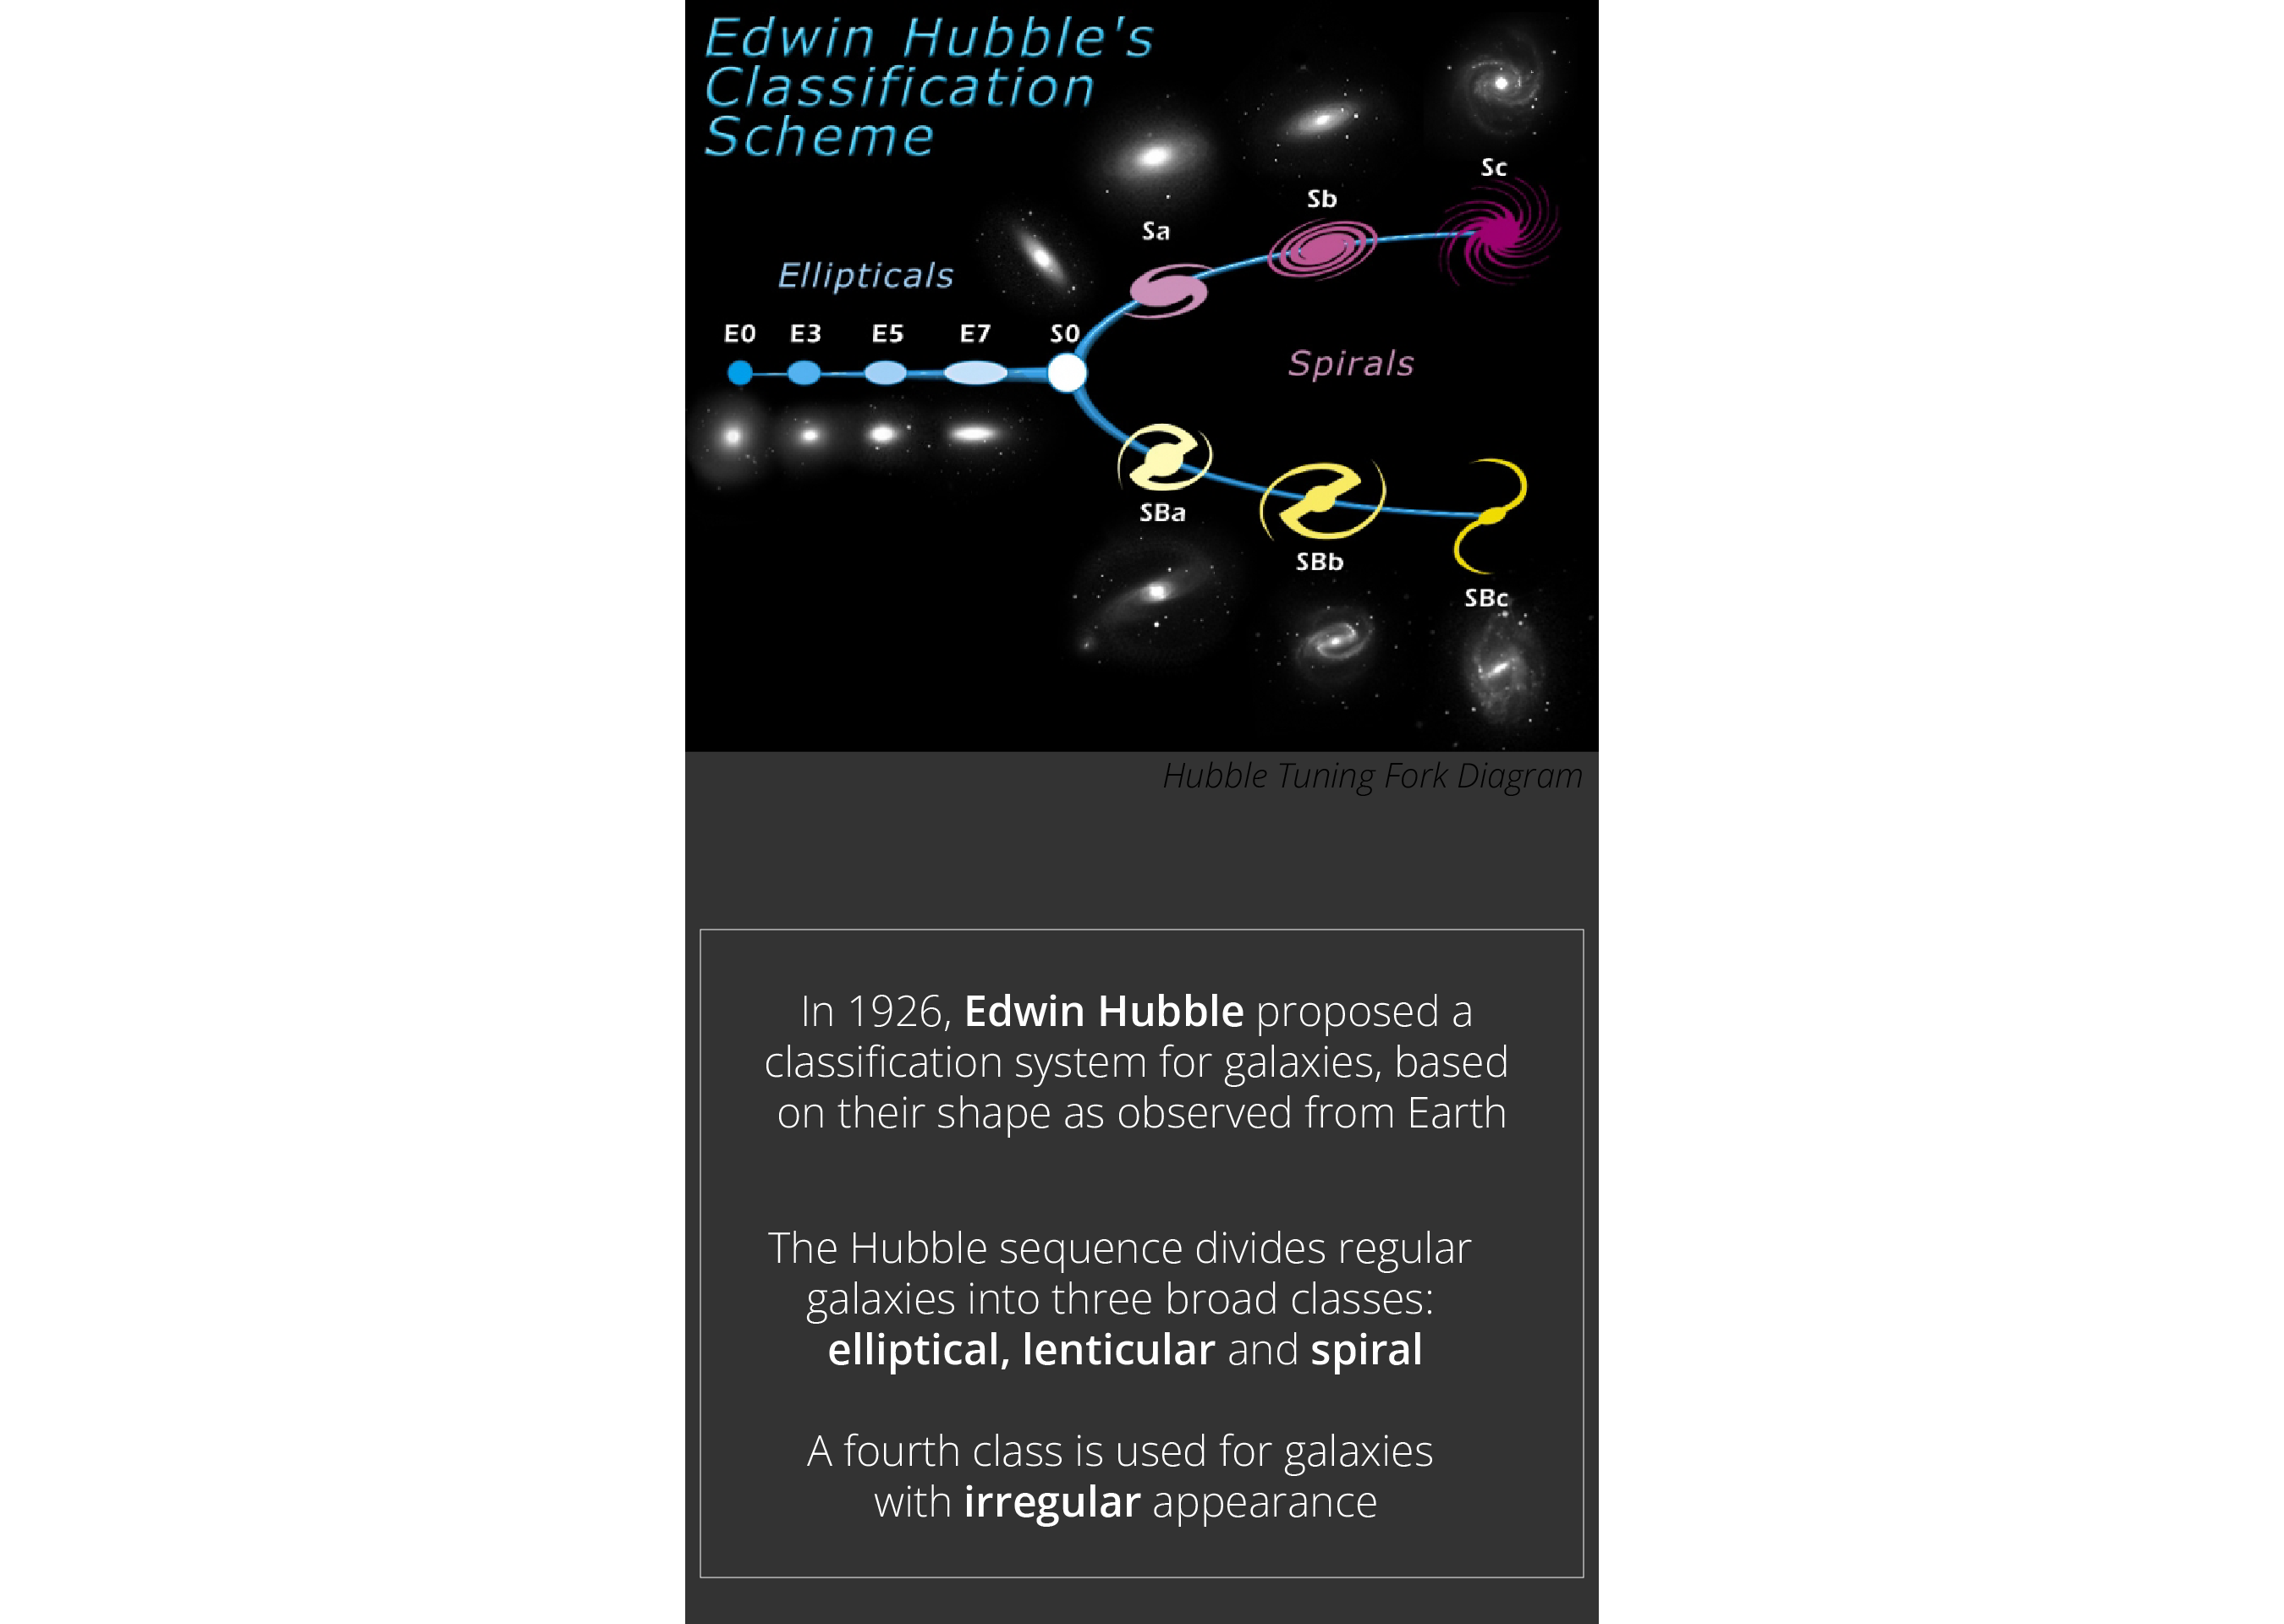 Edwin Hubble's
Classification
Scheme
Sc
Sb
Sa
Ellipticals
E0 E3 E5 E7 S0
Spirals
SBa
SBb
SBc
Hubble Tuning Fork Diagram
In 1926, Edwin Hubble proposed a
classification system for galaxies, based
on their shape as observed from Earth
The Hubble sequence divides regular
galaxies into three broad classes:
elliptical, lenticular and spiral
A fourth class is used for galaxies
with irregular appearance